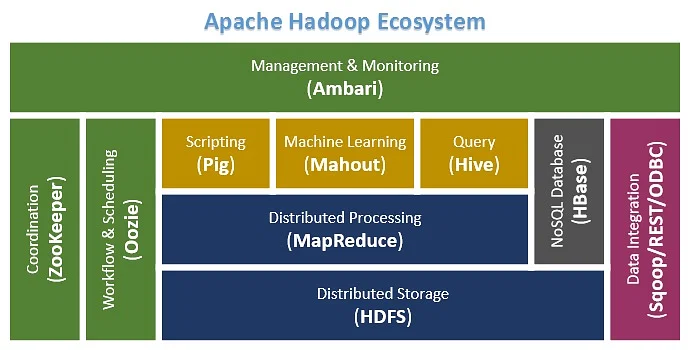 Apache Hadoop Ecosystem
Management & Monitoring
(Ambari)
Coordination
(ZooKeeper)
Workflow & Scheduling
(Oozie)
Scripting
(Pig)
Machine Learning
(Mahout)
Query
(Hive)
Distributed Processing
(MapReduce)
NoSQL Database
(HBase)
Distributed Storage
(HDFS)
Data Integration
(Sqoop/REST/ODBC)